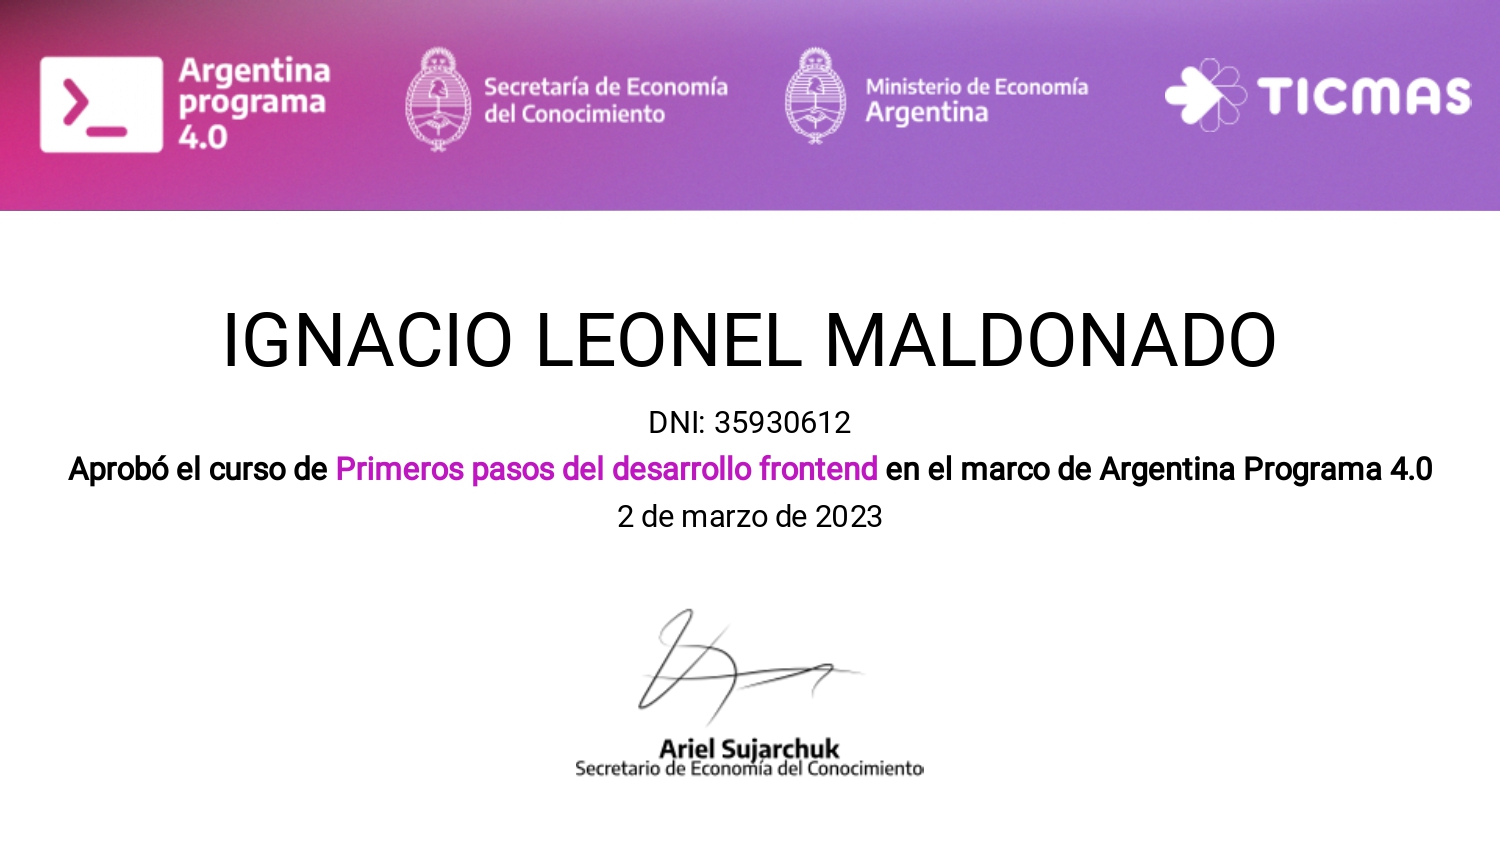 Argentina
programa
4.0
Secretaría de Economía
del Conocimiento
Ministerio de Economía
Argentina
TICMAS
IGNACIO LEONEL MALDONADO
DNI: 35930612
Aprobó el curso de Primeros pasos del desarrollo frontend en el marco de Argentina Programa 4.0
2 de marzo de 2023
Ariel Sujarchuk
Secretario de Economía del Conocimiento